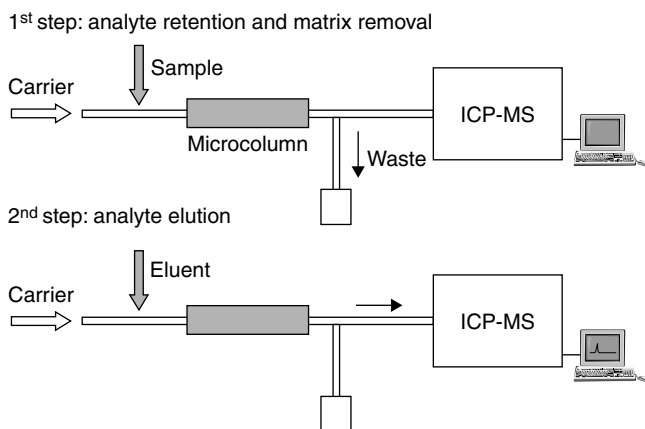 1st step: analyte retention and matrix removal
Carrier
Sample
Microcolumn
Waste
ICP-MS
2nd step: analyte elution
Carrier
Eluent
ICP-MS